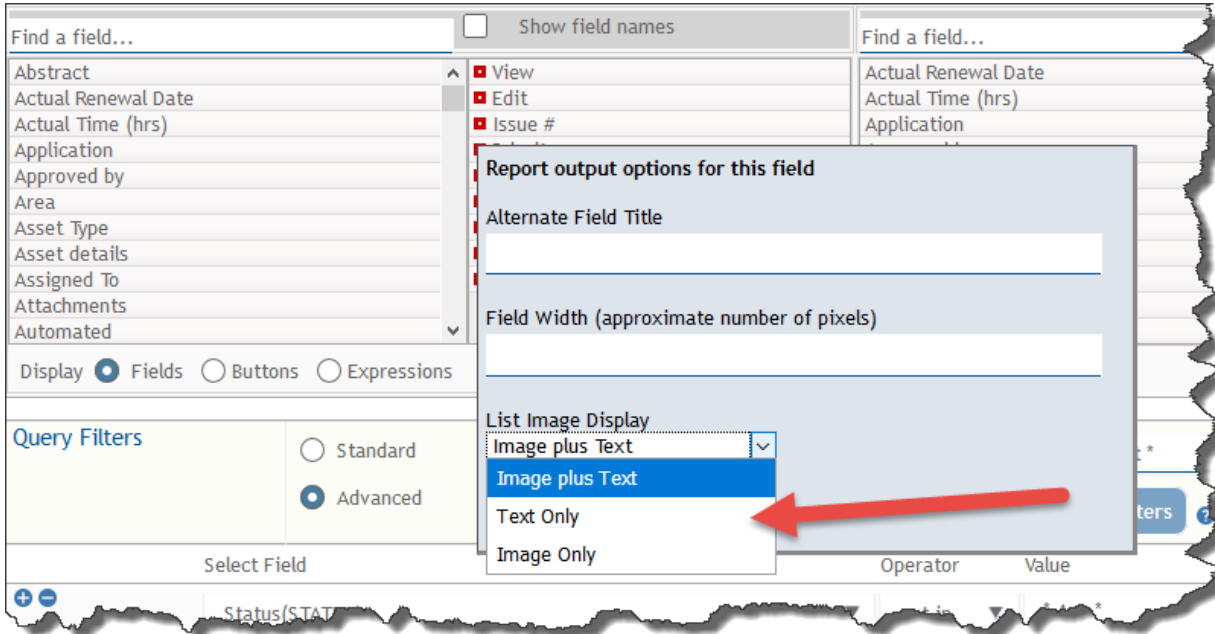 Find a field...
Show field names
Find a field...
Abstract
Actual Renewal Date
Actual Time (hrs)
Application
Approved by
Area
Asset Type
Asset details
Assigned To
Attachments
Automated
View
Edit
Issue #
Actual Renewal Date
Actual Time (hrs)
Application
Report output options for this field
Alternate Field Title
Field Width (approximate number of pixels)
List Image Display
Image plus Text
Image plus Text
Text Only
Image Only
Display Fields Buttons Expressions
Query Filters
Standard
Advanced
Select Field
Operator
Value